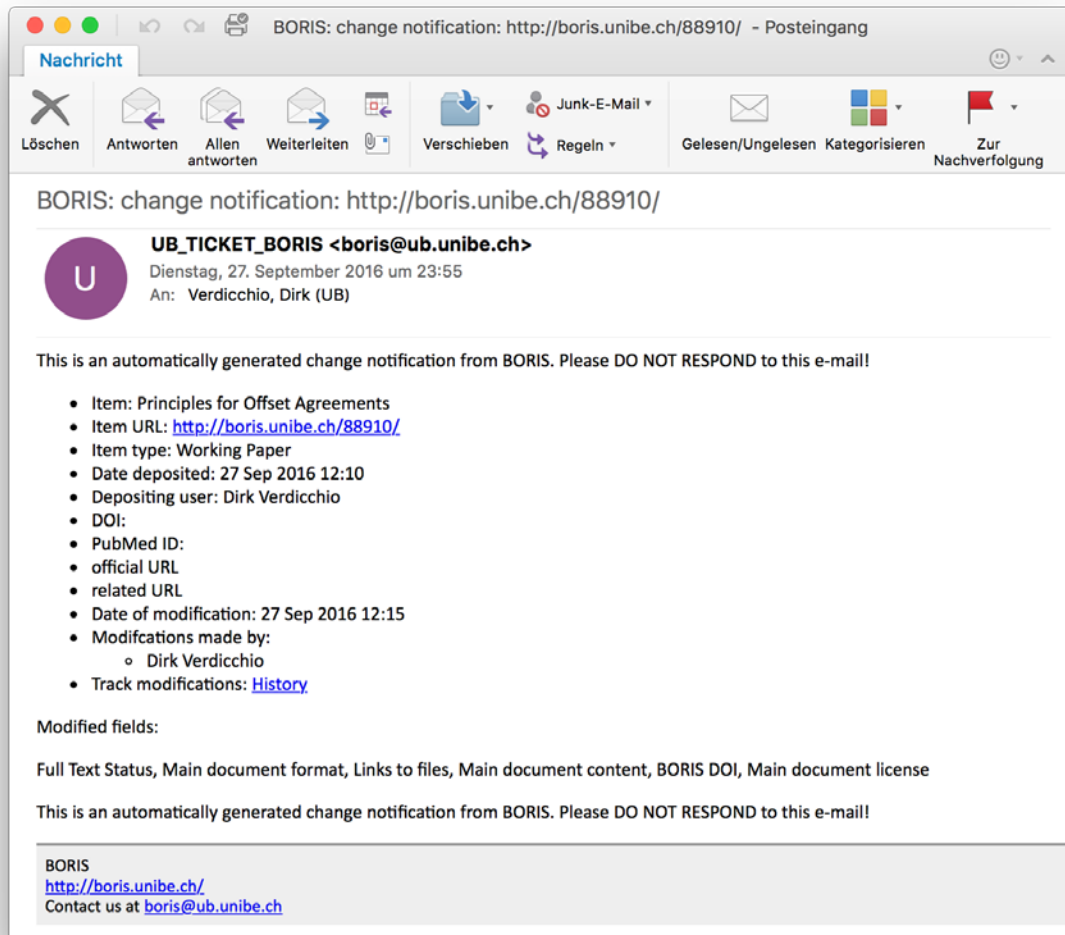 BORIS: change notification: http://boris.unibe.ch/88910/ - Posteingang
Nachricht
Löschen
Antworten
Allen antworten
Weiterleiten
Verschieben
Junk-E-Mail
Regeln
Gelesen/Ungelesen
Kategorisieren
Zur Nachverfolgung
BORIS: change notification: http://boris.unibe.ch/88910/
U
UB_TICKET_BORIS <boris@ub.unibe.ch>
Dienstag, 27. September 2016 um 23:55
An: Verdicchio, Dirk (UB)
This is an automatically generated change notification from BORIS. Please DO NOT RESPOND to this e-mail!
• Item: Principles for Offset Agreements
• Item URL: http://boris.unibe.ch/88910/
• Item type: Working Paper
• Date deposited: 27 Sep 2016 12:10
• Depositing user: Dirk Verdicchio
• DOI:
• PubMed ID:
• official URL
• related URL
• Date of modification: 27 Sep 2016 12:15
• Modifcations made by:
◦ Dirk Verdicchio
• Track modifications: History
Modified fields:
Full Text Status, Main document format, Links to files, Main document content, BORIS DOI, Main document license
This is an automatically generated change notification from BORIS. Please DO NOT RESPOND to this e-mail!
BORIS
http://boris.unibe.ch/
Contact us at boris@ub.unibe.ch